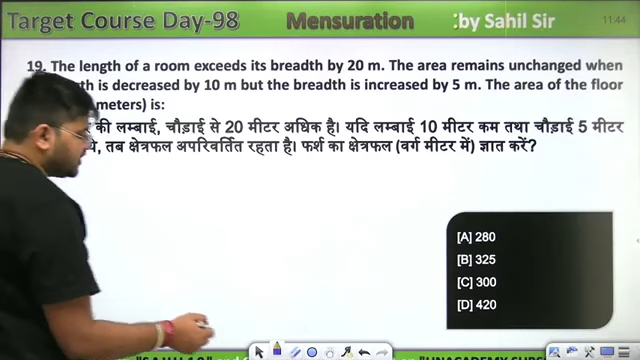 Target Course Day-98 Mensuration :by Sahil Sir 11:44
19. The length of a room exceeds its breadth by 20 m. The area remains unchanged when
is decreased by 10 m but the breadth is increased by 5 m. The area of the floor
meters) is:
की लम्बाई, चौड़ाई से 20 मीटर अधिक है। यदि लम्बाई 10 मीटर कम तथा चौड़ाई 5 मीटर
तब क्षेत्रफल अपरिवर्तित रहता है। फर्श का क्षेत्रफल (वर्ग मीटर में) ज्ञात करें?
[A] 280
[B] 325
[C] 300
[D] 420